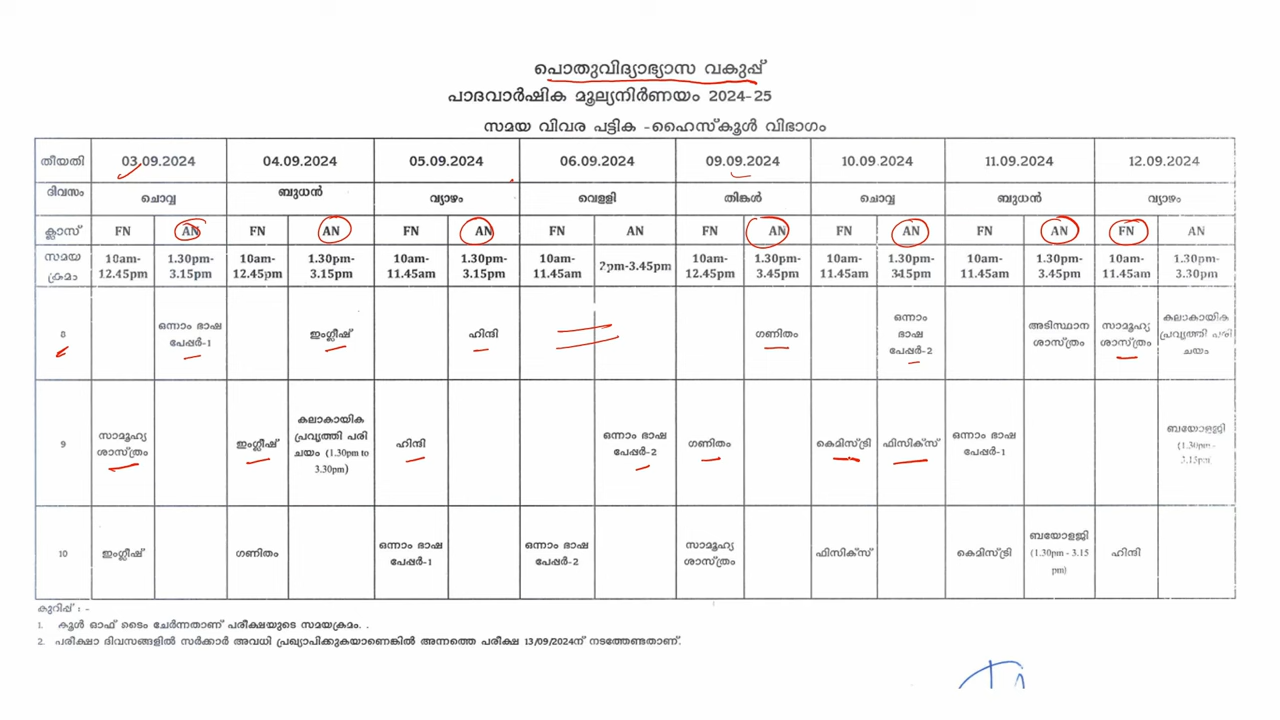 പൊതുവിദ്യാഭ്യാസ വകുപ്പ്
പാദവാർഷിക മൂല്യനിർണയം 2024-25
സമയ വിവര പട്ടിക -ഹൈസ്കൂൾ വിഭാഗം
തീയതി 03.09.2024 04.09.2024 05.09.2024 06.09.2024 09.09.2024 10.09.2024 11.09.2024 12.09.2024
ദിവസം ചൊവ്വ ബുധൻ വ്യാഴം വെള്ളി തിങ്കൾ ചൊവ്വ ബുധൻ വ്യാഴം
ക്ലാസ് FN AN FN AN FN AN FN AN FN AN FN AN FN AN FN AN
സമയ 10am- 1.30pm- 10am- 1.30pm- 10am- 1.30pm- 10am- 2pm-3.45pm 10am- 1.30pm- 10am- 1.30pm- 10am- 1.30pm- 10am- 1.30pm-
ക്രമം 12.45pm 3.15pm 12.45pm 3.15pm 11.45am 3.15pm 11.45am 12.45pm 3.45pm 11.45am 345pm 11.45am 3.45pm 11.45am 3.30pm
8 ഒന്നാം ഭാഷ ഇംഗ്ലീഷ് ഹിന്ദി ഗണിതം ഒന്നാം അടിസ്ഥാന സാമൂഹ്യ കലാകായിക
പേപ്പർ-1 ഭാഷ ശാസ്ത്രം ശാസ്ത്രം പ്രവൃത്തി പരി
പേപ്പർ-2 ചയം
9 സാമൂഹ്യ ഇംഗ്ലീഷ് കലാകായിക ഹിന്ദി ഒന്നാം ഭാഷ ഗണിതം കെമിസ്ട്രി ഫിസിക്സ് ഒന്നാം ഭാഷ ബയോളജി
ശാസ്ത്രം പ്രവൃത്തി പരി പേപ്പർ-2 പേപ്പർ-1 (1.30pm -
ചയം (1.30pm to 3.15pm)
3.30pm)
10 ഇംഗ്ലീഷ് ഗണിതം ഒന്നാം ഭാഷ ഒന്നാം ഭാഷ സാമൂഹ്യ ഫിസിക്സ് കെമിസ്ട്രി ബയോളജി ഹിന്ദി
പേപ്പർ-1 പേപ്പർ-2 ശാസ്ത്രം (1.30pm - 3.15
pm)
കുറിപ്പ് : -
1. കൂൾ ഓഫ് ടൈം ചേർന്നതാണ് പരീക്ഷയുടെ സമയക്രമം. .
2. പരീക്ഷാ ദിവസങ്ങളിൽ സർക്കാർ അവധി പ്രഖ്യാപിക്കുകയാണെങ്കിൽ അന്നത്തെ പരീക്ഷ 13/09/2024ന് നടത്തേണ്ടതാണ്.